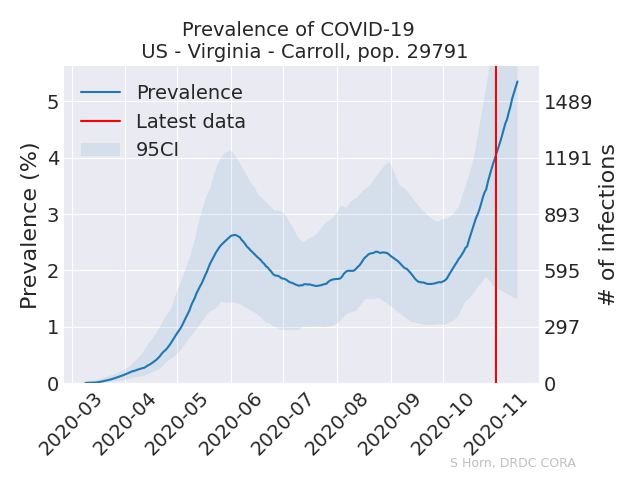 Prevalence of COVID-19
US - Virginia - Carroll, pop. 29791
Prevalence
Latest data
95CI
Prevalence (%)
5
4
3
2
1
0
1489
1191
893
595
297
0
# of infections
2020-03
2020-04
2020-05
2020-06
2020-07
2020-08
2020-09
2020-10
2020-11
S Horn, DRDC CORA